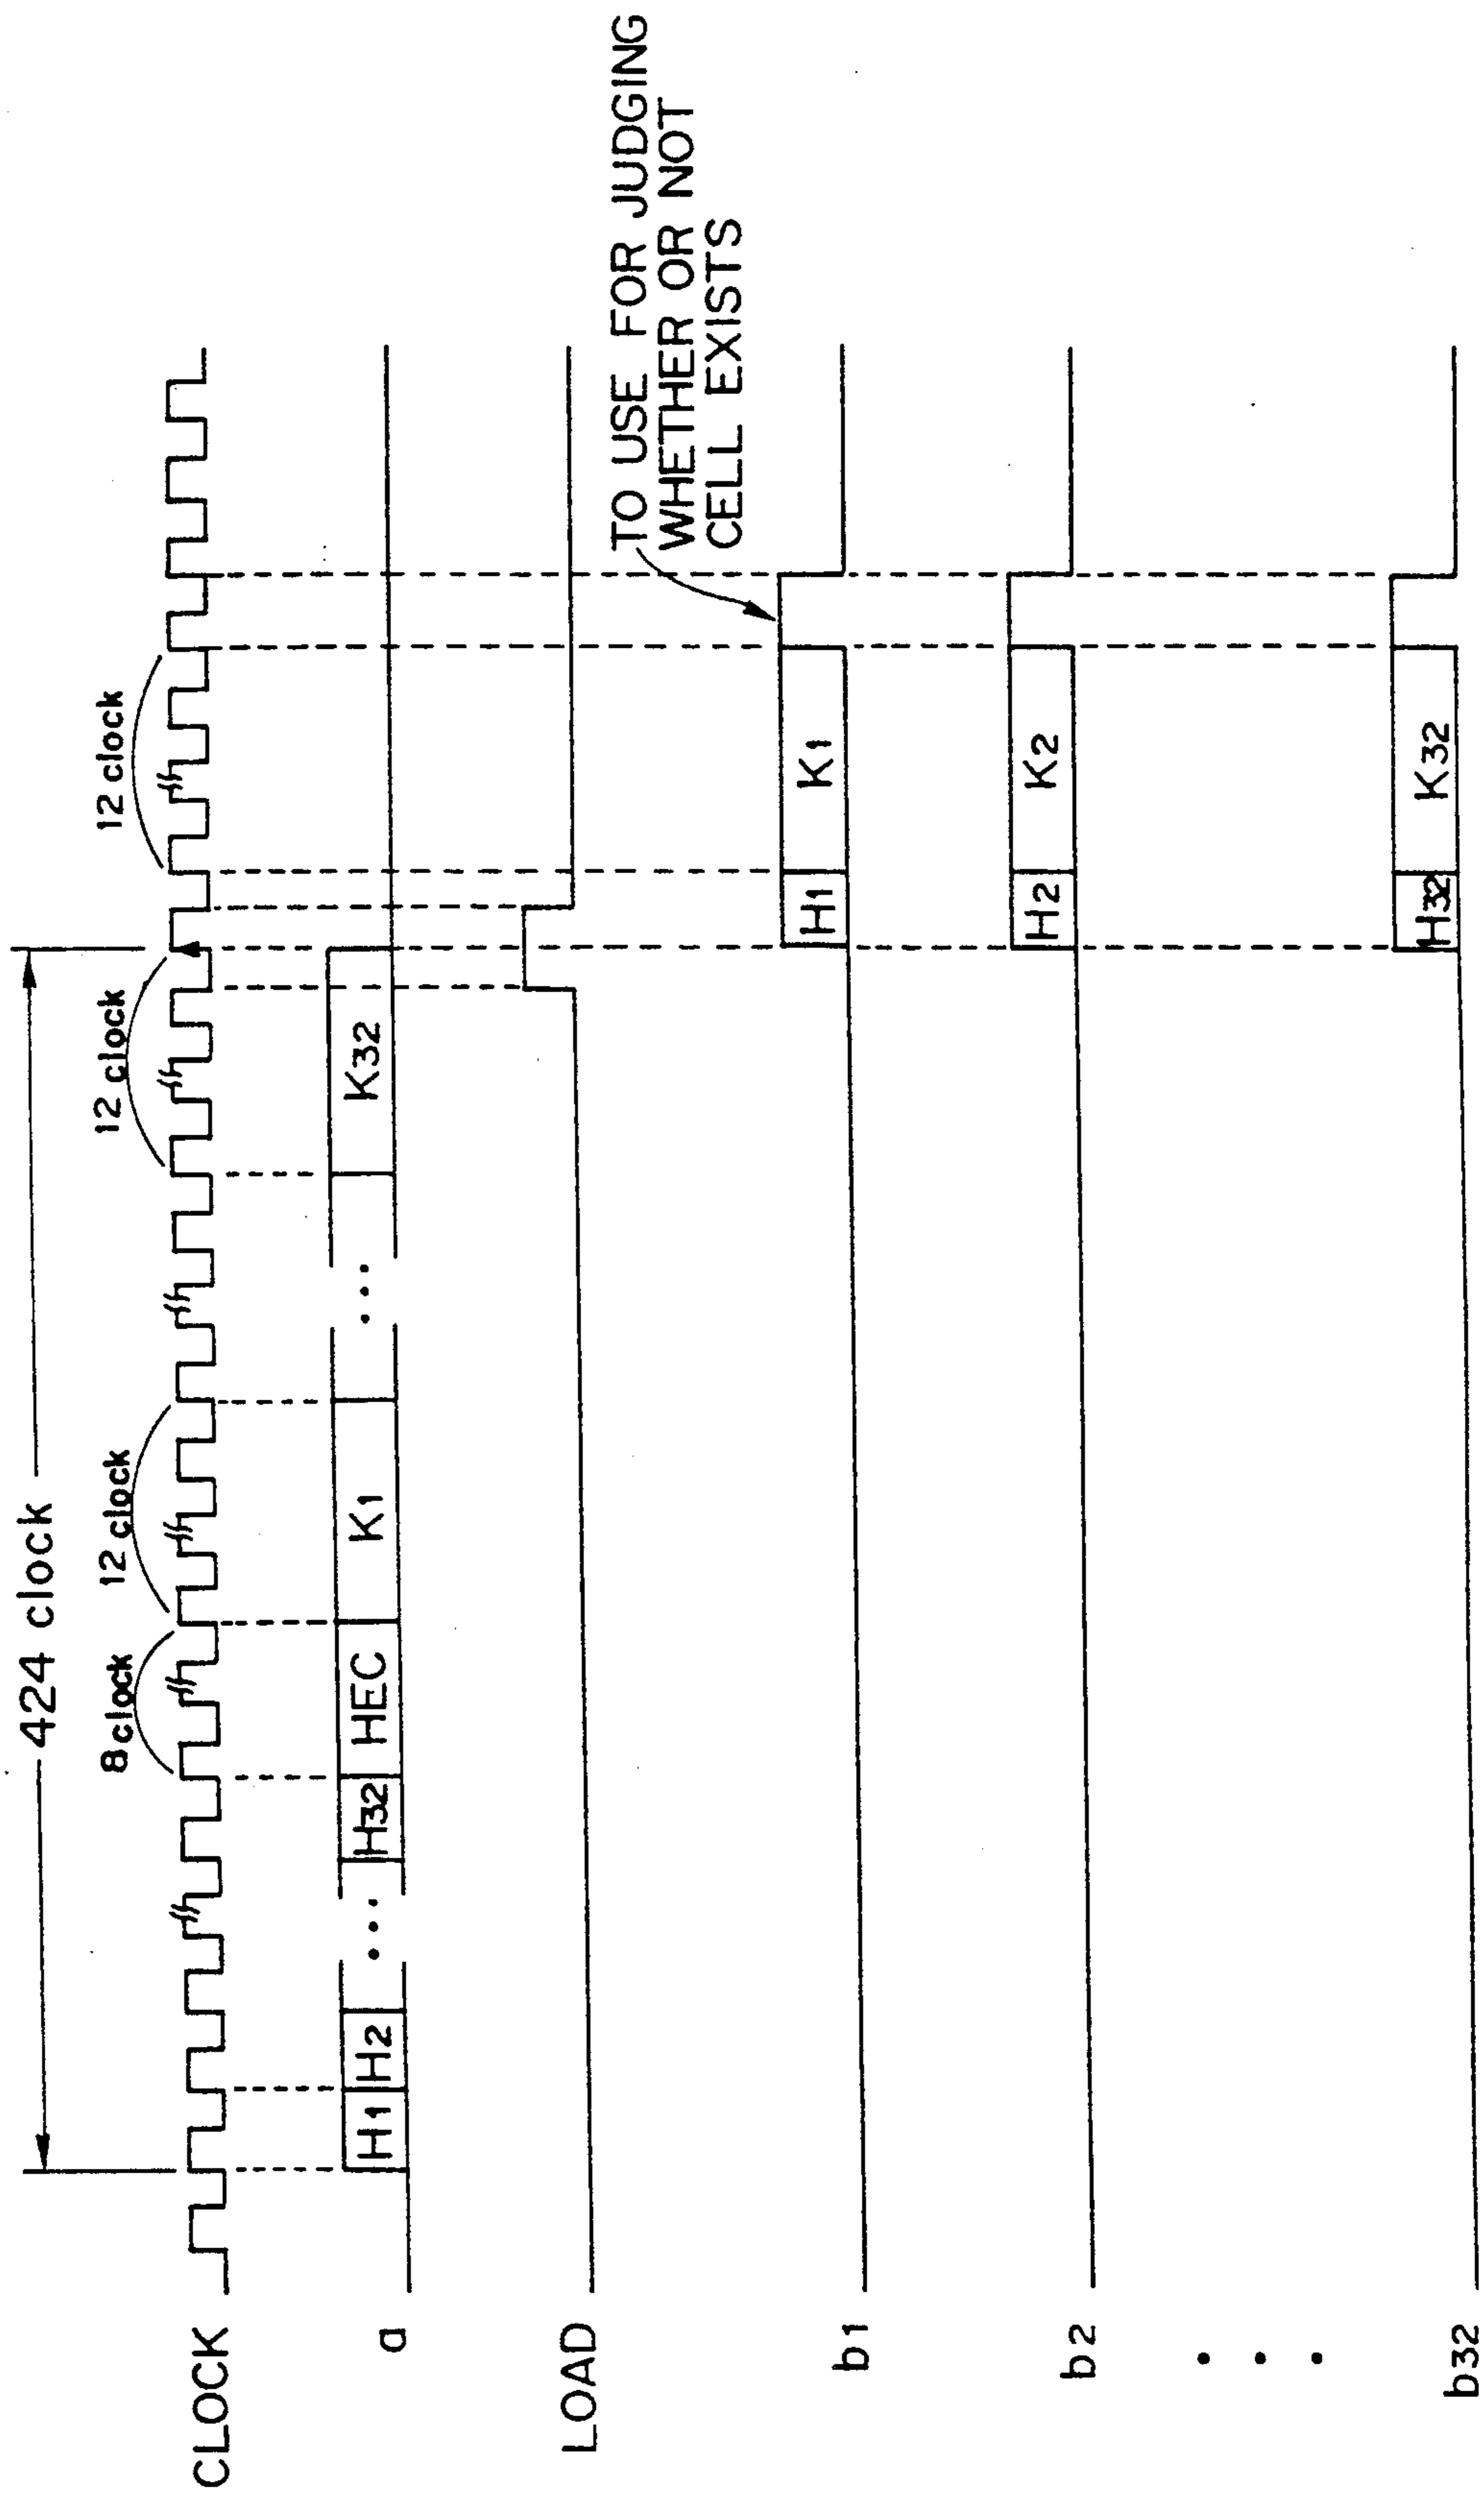 424 clock
8 clock
12 clock
12 clock
12 clock
CLOCK
a
H1
H2
...
H32
HEC
K1
...
K32
LOAD
TO USE FOR JUDGING
WHETHER OR NOT
CELL EXISTS
b1
H1
K1
b2
H2
K2
...
b32
H32
K32